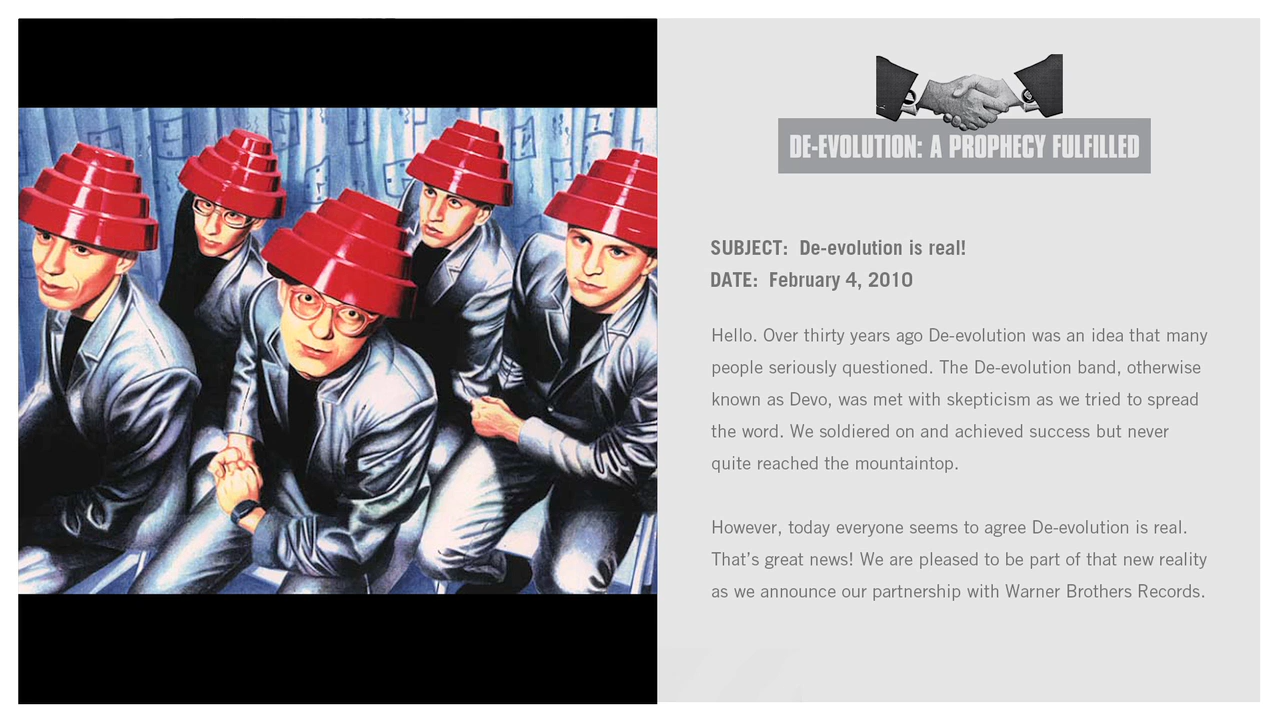 DE-EVOLUTION: A PROPHECY FULFILLED
SUBJECT: De-evolution is real!
DATE: February 4, 2010
Hello. Over thirty years ago De-evolution was an idea that many
people seriously questioned. The De-evolution band, otherwise
known as Devo, was met with skepticism as we tried to spread
the word. We soldiered on and achieved success but never
quite reached the mountaintop.
However, today everyone seems to agree De-evolution is real.
That's great news! We are pleased to be part of that new reality
as we announce our partnership with Warner Brothers Records.